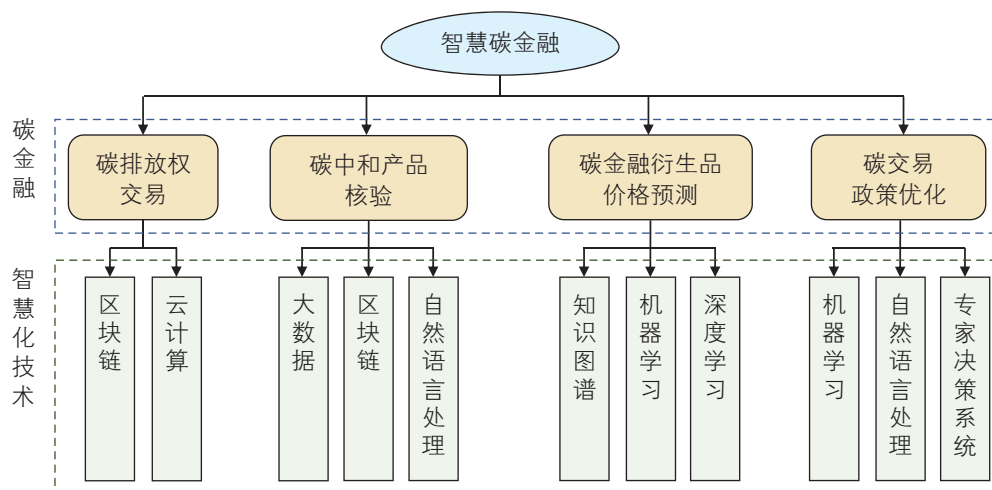 智慧碳金融
碳金融
碳排放权
交易
碳中和产品
核验
碳金融衍生品
价格预测
碳交易
政策优化
智慧化技术
区块链
云计算
大数据
区块链
自然语言处理
知识图谱
机器学习
深度学习
机器学习
自然语言处理
专家决策系统